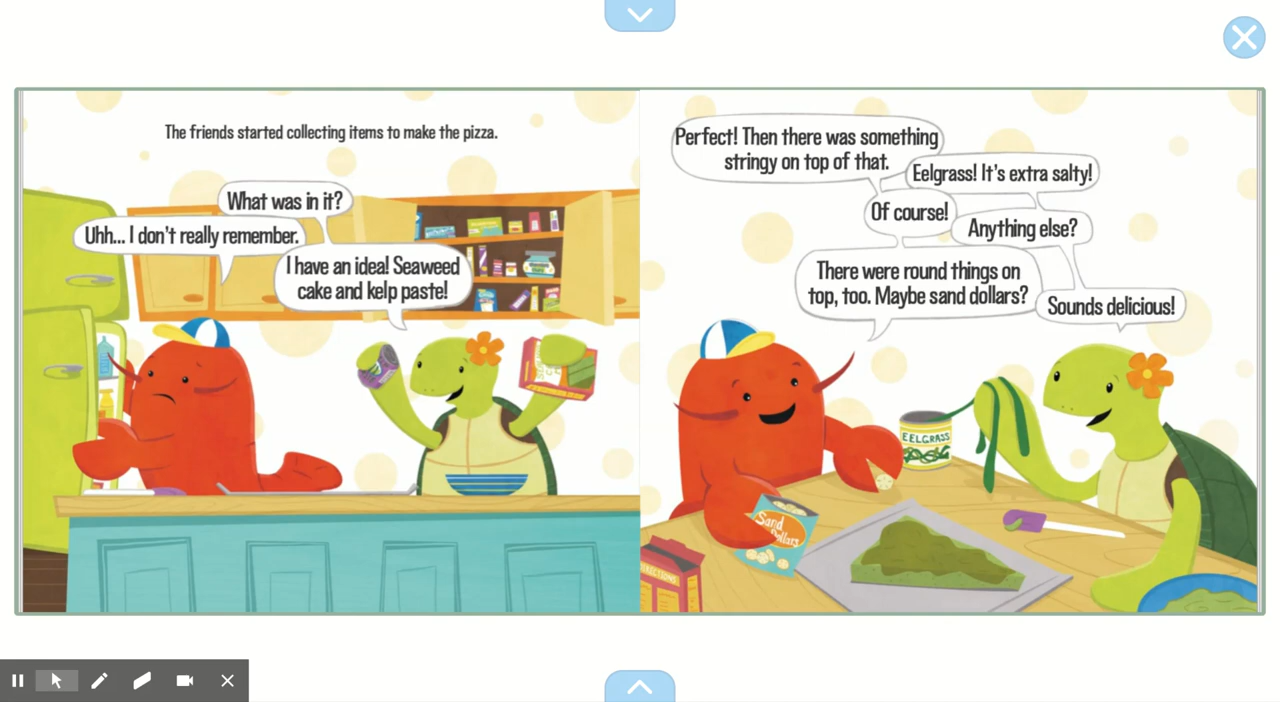 The friends started collecting items to make the pizza.
What was in it?
Uhh... I don't really remember.
I have an idea! Seaweed
cake and kelp paste!
Perfect! Then there was something
stringy on top of that.
Eelgrass! It's extra salty!
Of course!
Anything else?
There were round things on
top, too. Maybe sand dollars?
Sounds delicious!
EELGRASS
Sand
Dollars